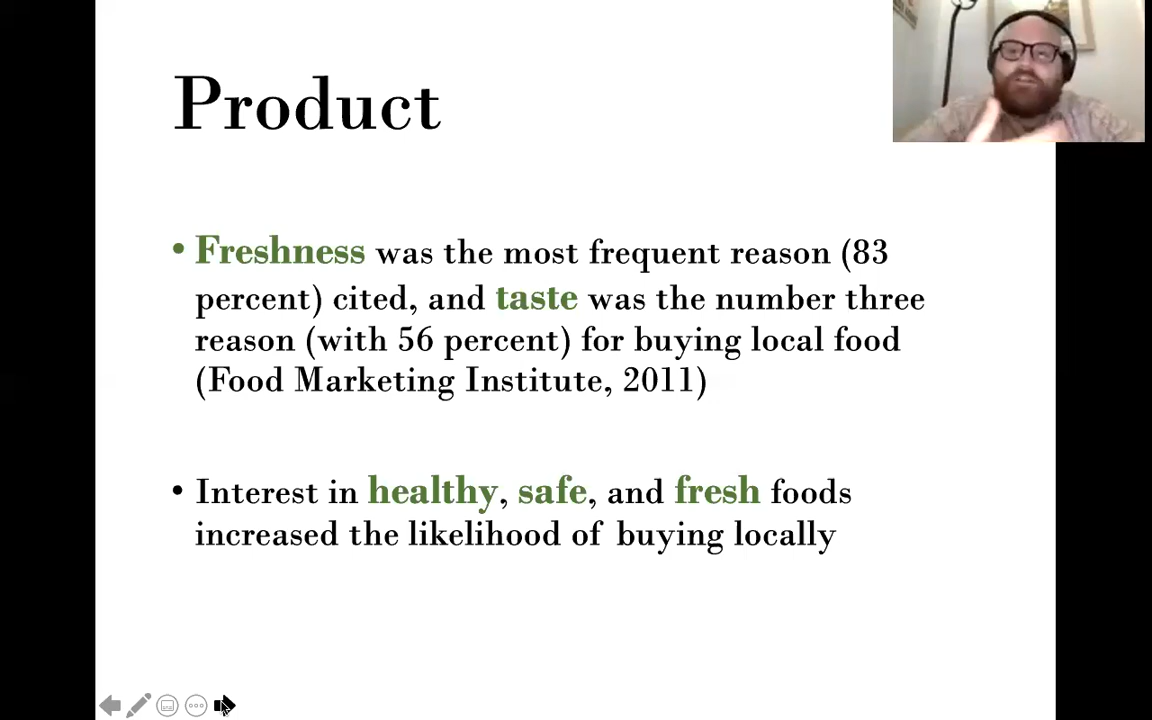 Product
• Freshness was the most frequent reason (83
percent) cited, and taste was the number three
reason (with 56 percent) for buying local food
(Food Marketing Institute, 2011)
• Interest in healthy, safe, and fresh foods
increased the likelihood of buying locally